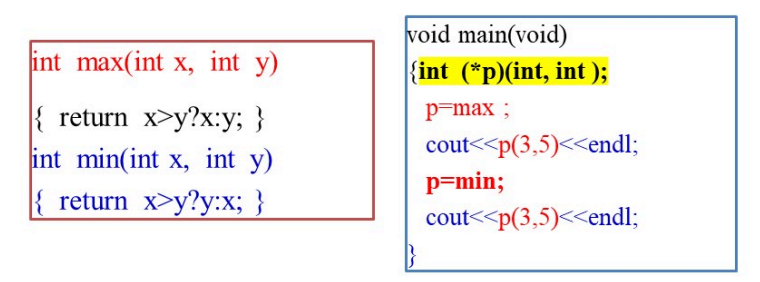 int max(int x, int y)
{ return x>y?x:y; }
int min(int x, int y)
{ return x>y?y:x; }
void main(void)
{int (*p)(int, int );
p=max ;
cout<<p(3,5)<<endl;
p=min;
cout<<p(3,5)<<endl;
}